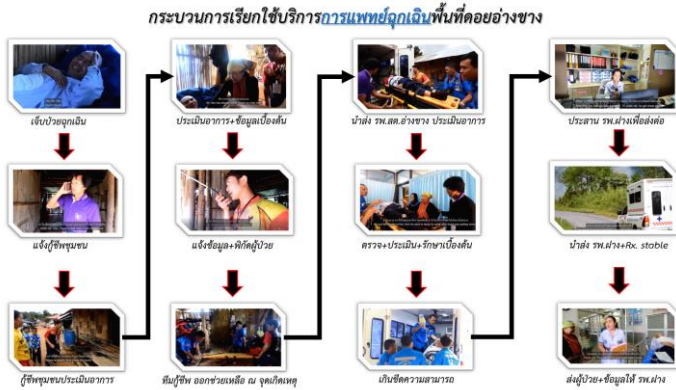 กระบวนการเรียกใช้บริการการแพทย์ฉุกเฉินพื้นที่ดอยอ่างขาง
เจ็บป่วยฉุกเฉิน
แจ้งกู้ชีพชุมชน
กู้ชีพชุมชนประเมินอาการ
ประเมินอาการ+ข้อมูลเบื้องต้น
แจ้งข้อมูล+พิกัดผู้ป่วย
ทีมกู้ชีพ ออกช่วยเหลือ ณ จุดเกิดเหตุ
นำส่ง รพ.สต.อ่างขาง ประเมินอาการ
ตรวจ+ประเมิน+รักษาเบื้องต้น
เกินขีดความสามารถ
ประสาน รพ.ฝางเพื่อส่งต่อ
นำส่ง รพ.ฝาง+Rx. stable
ส่งผู้ป่วย+ข้อมูลให้ รพ.ฝาง